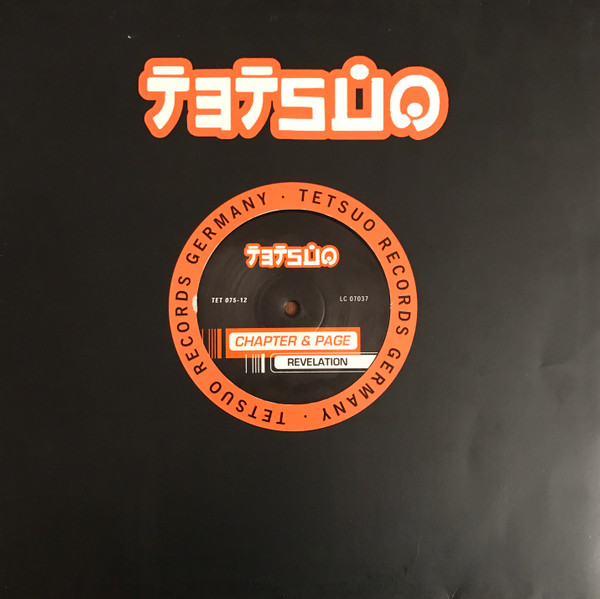 TETSUO
TETSUO RECORDS GERMANY · TETSUO RECORDS GERMANY ·
TETSUO
TET 075-12
LC 07037
CHAPTER & PAGE
REVELATION